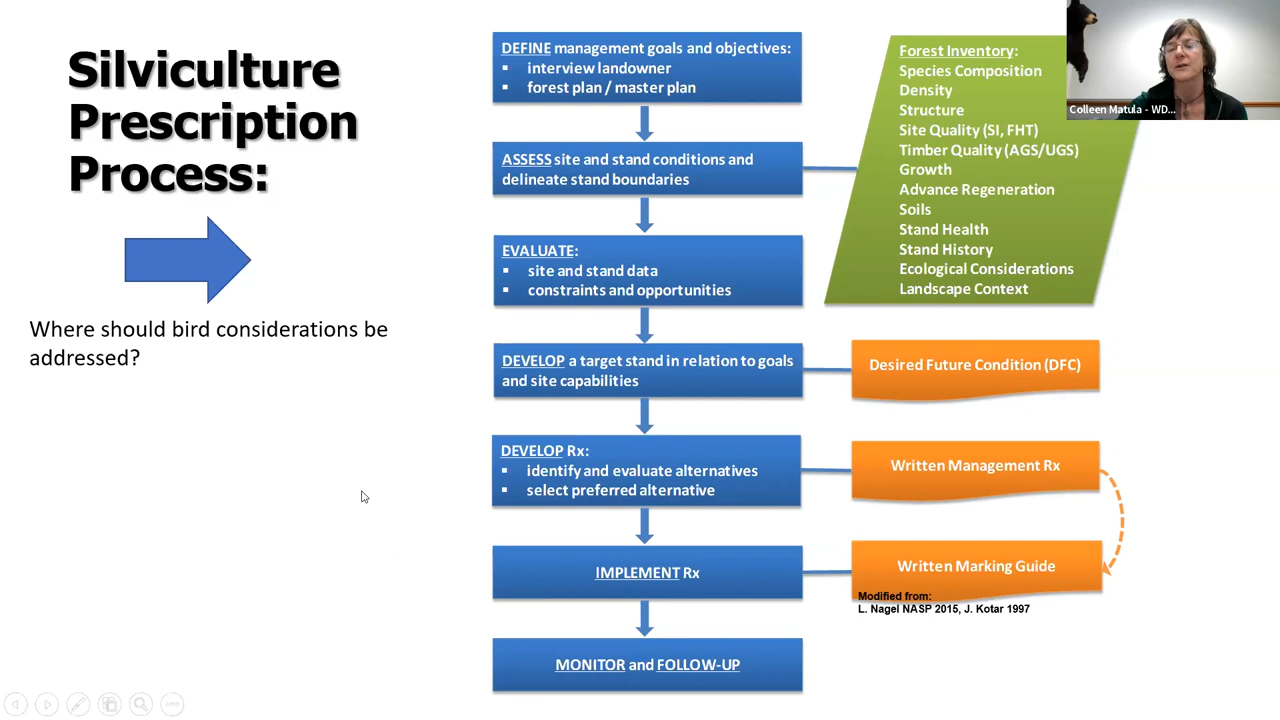 Silviculture
Prescription
Process:
Where should bird considerations be
addressed?
DEFINE management goals and objectives:
▪ interview landowner
▪ forest plan / master plan
ASSESS site and stand conditions and
delineate stand boundaries
EVALUATE:
▪ site and stand data
▪ constraints and opportunities
DEVELOP a target stand in relation to goals
and site capabilities
DEVELOP Rx:
▪ identify and evaluate alternatives
▪ select preferred alternative
IMPLEMENT Rx
MONITOR and FOLLOW-UP
Forest Inventory:
Species Composition
Density
Structure
Site Quality (SI, FHT)
Timber Quality (AGS/UGS)
Growth
Advance Regeneration
Soils
Stand Health
Stand History
Ecological Considerations
Landscape Context
Desired Future Condition (DFC)
Written Management Rx
Written Marking Guide
Modified from:
L. Nagel NASP 2015, J. Kotar 1997
Colleen Matula - WD...